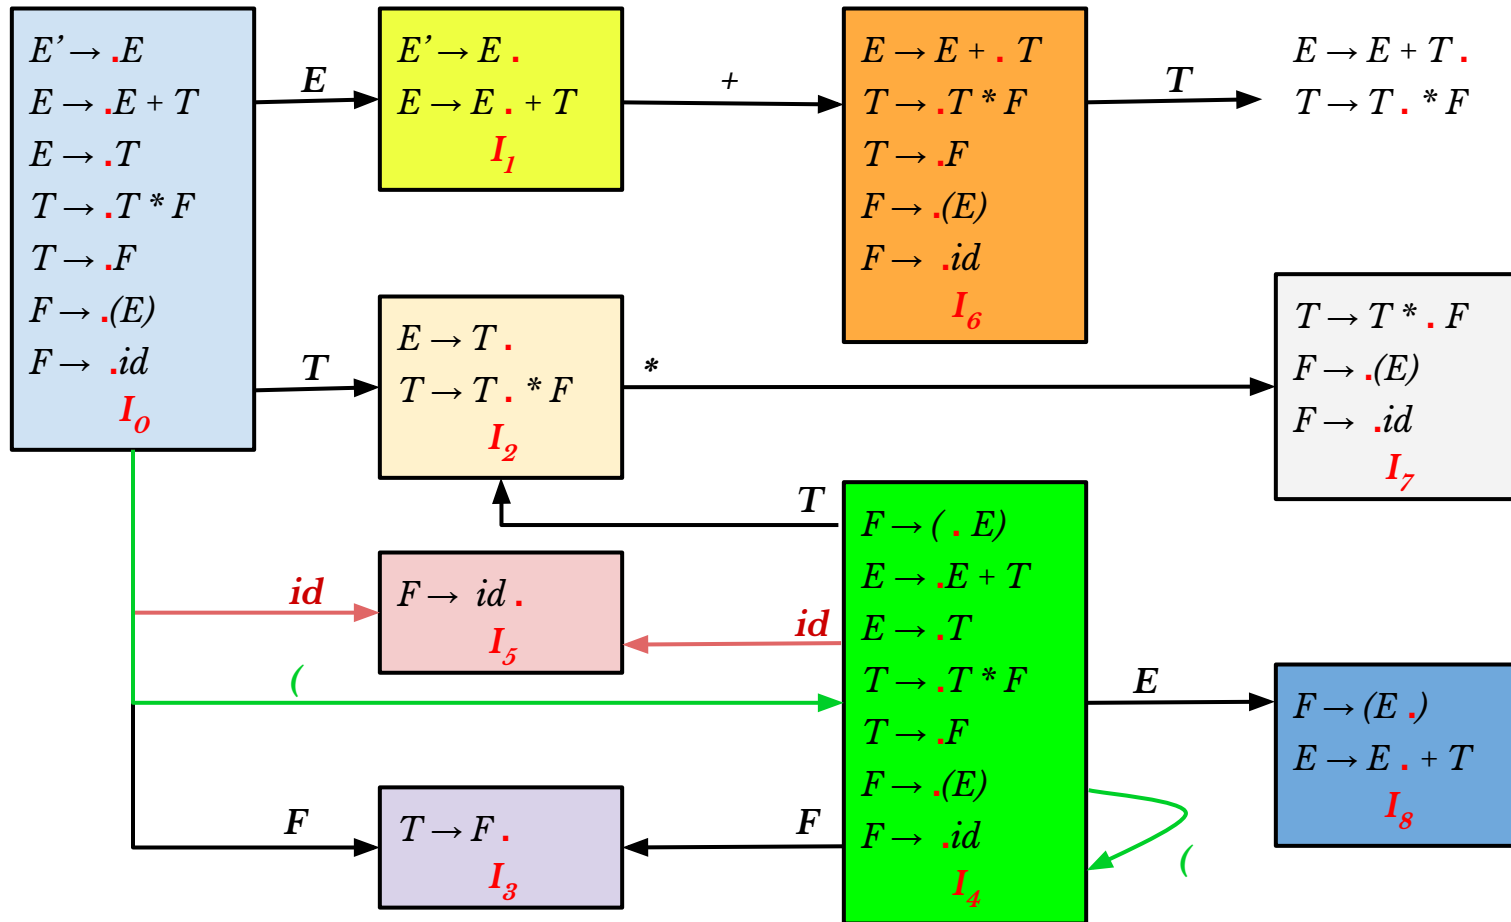 E’ → .E
E → .E + T
E → .T
T → .T * F
T → .F
F → .(E)
F → .id
I0
E
E’ → E .
E → E . + T
I1
+
E → E + . T
T → .T * F
T → .F
F → .(E)
F → .id
I6
T
E → E + T .
T → T . * F
T
E → T .
T → T . * F
I2
*
T → T * . F
F → .(E)
F → .id
I7
T
id
F → id .
I5
id
(
F → ( . E)
E → .E + T
E → .T
T → .T * F
T → .F
F → .(E)
F → .id
I4
E
F → (E .)
E → E . + T
I8
(
F
T → F .
I3
F